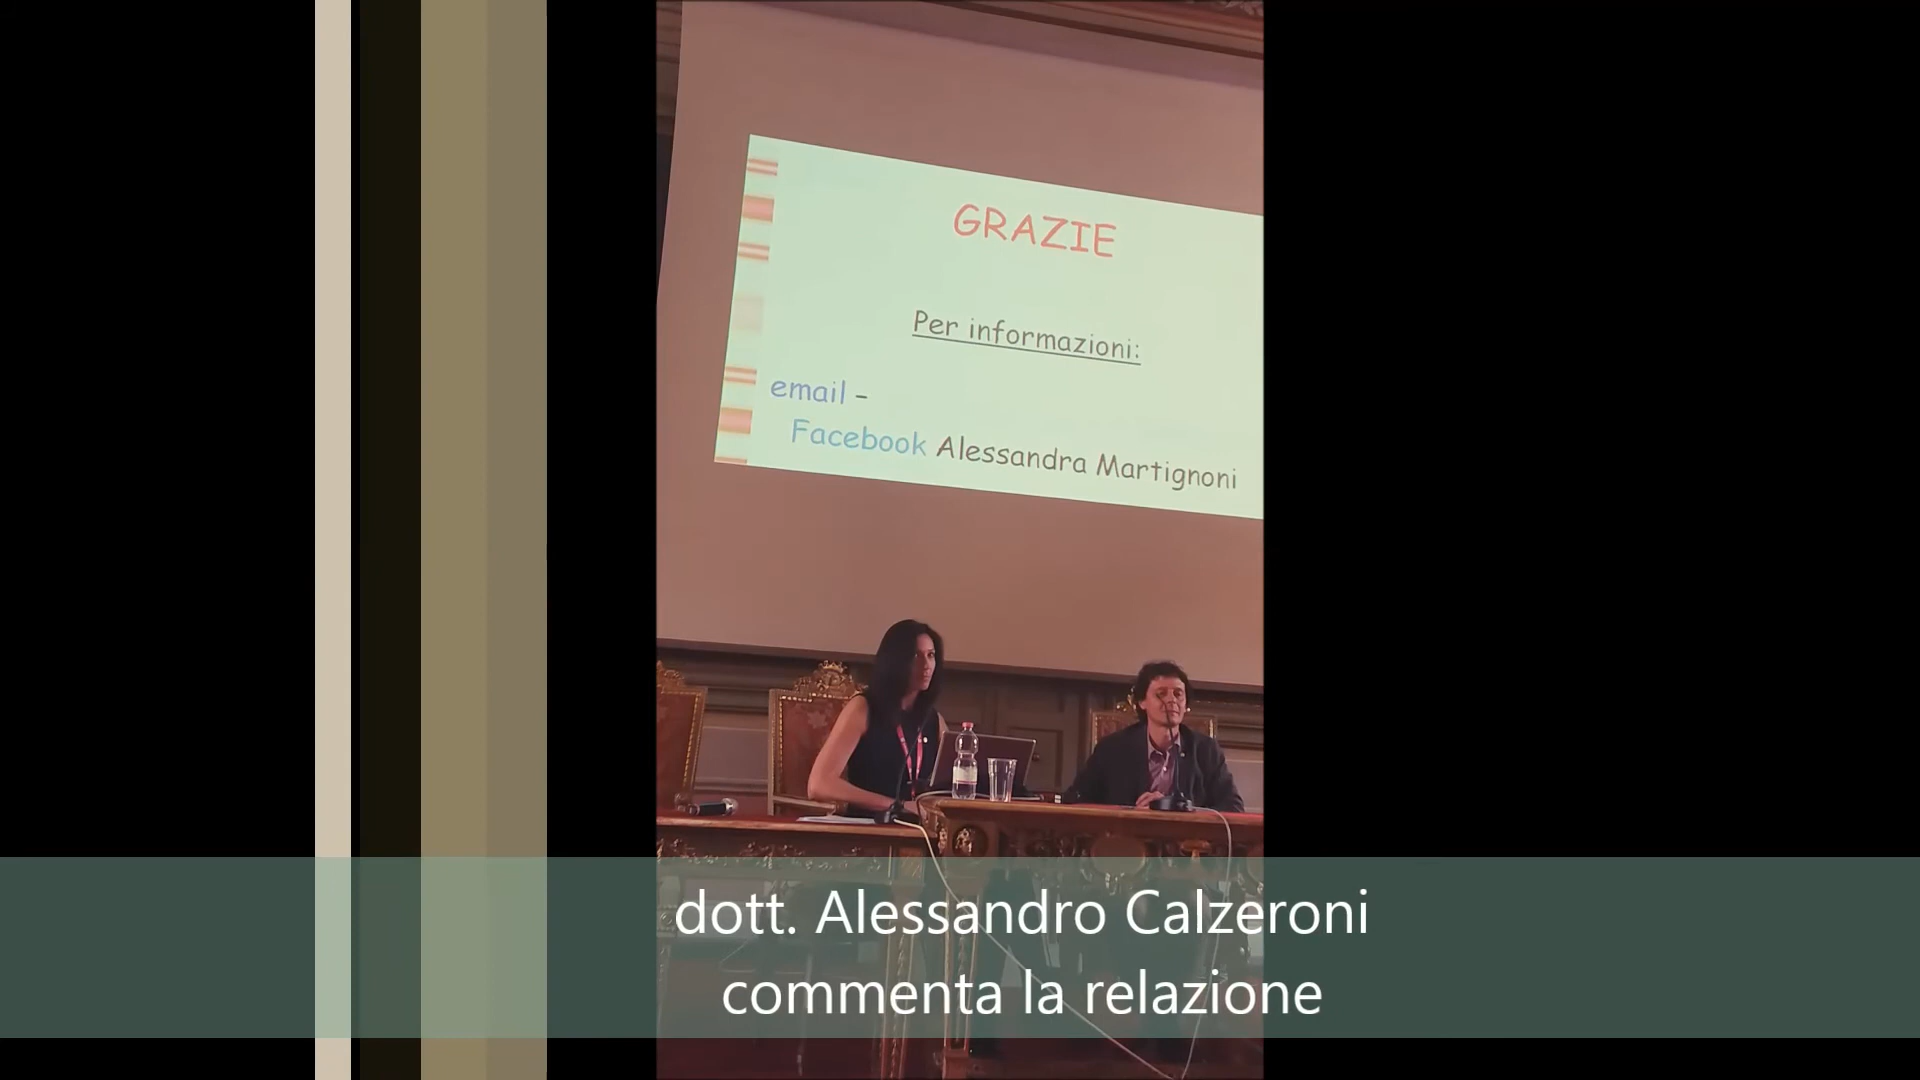 GRAZIE
Per informazioni:
email -
Facebook Alessandra Martignoni
dott. Alessandro Calzeroni
commenta la relazione